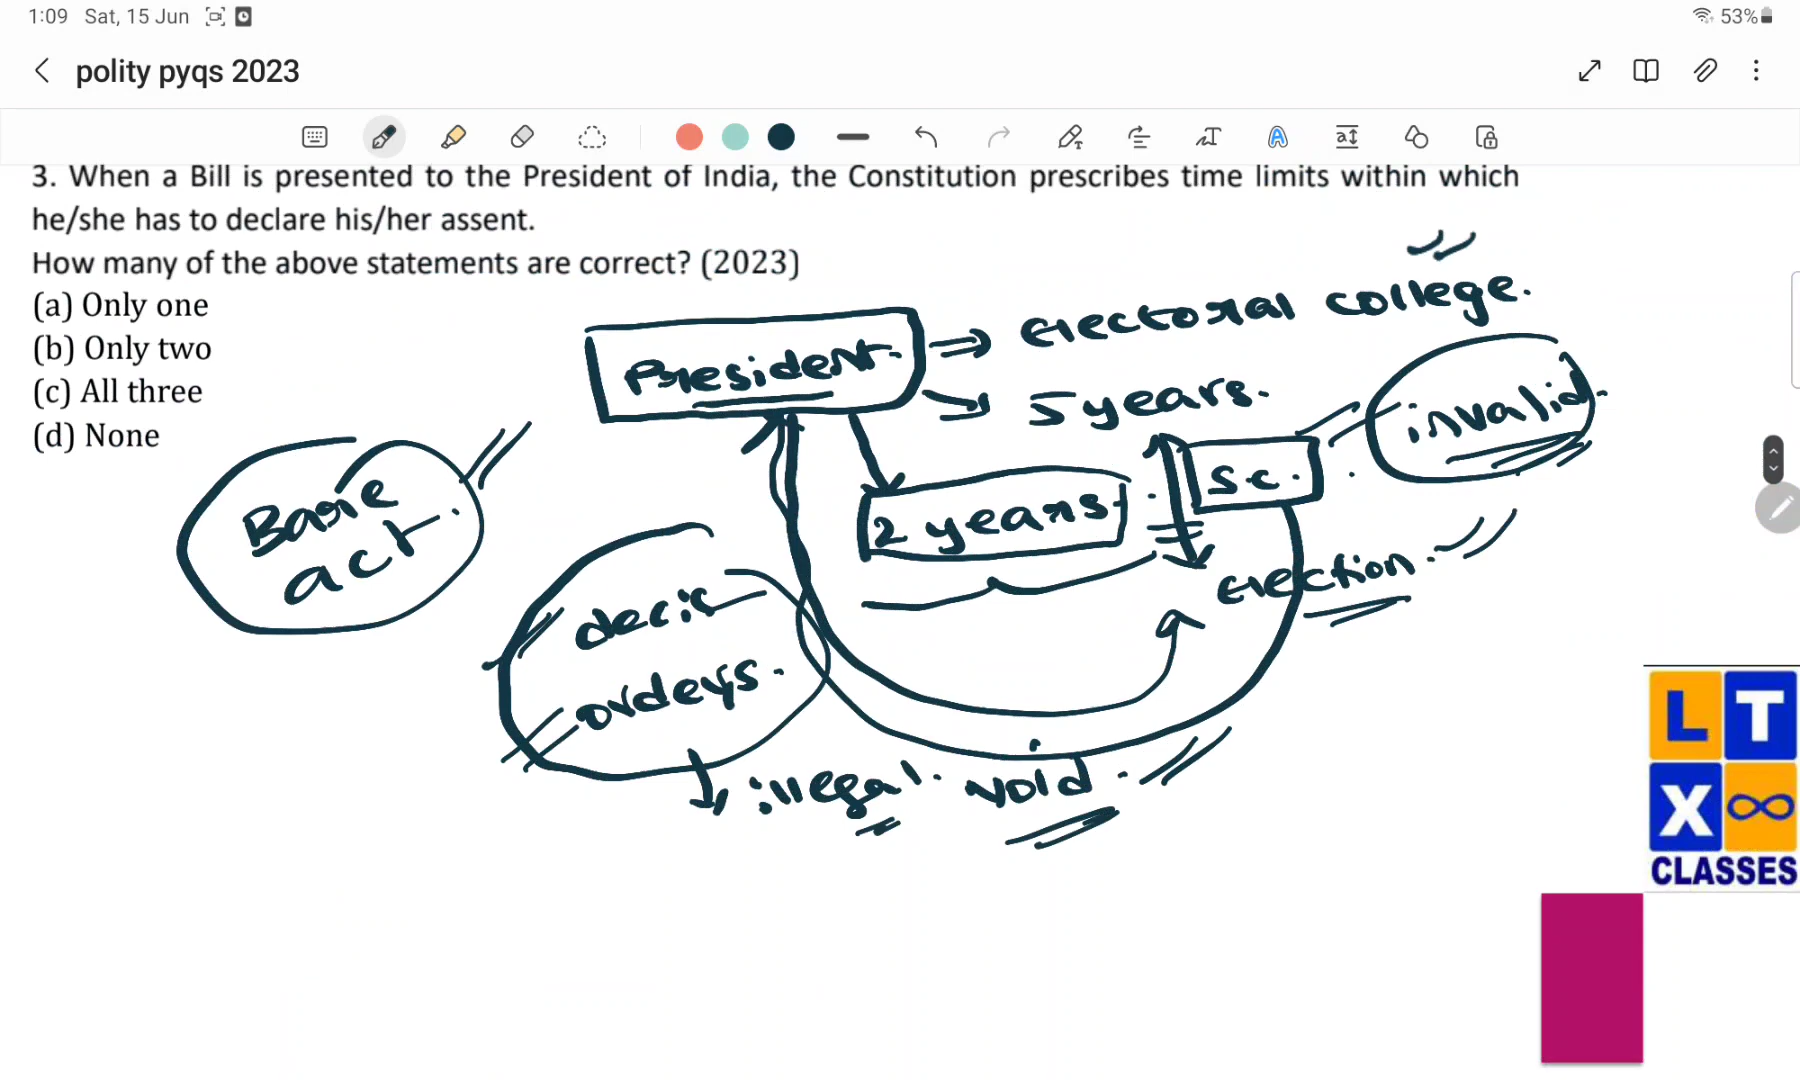 1:09 Sat, 15 Jun
53%
polity pyqs 2023
3. When a Bill is presented to the President of India, the Constitution prescribes time limits within which
he/she has to declare his/her assent.
How many of the above statements are correct? (2023)
(a) Only one
(b) Only two
(c) All three
(d) None
President
electoral college.
5 years.
2 years
S.C.
invalid.
election.
act.
orders.
illegal. void.
L T
X ∞
CLASSES